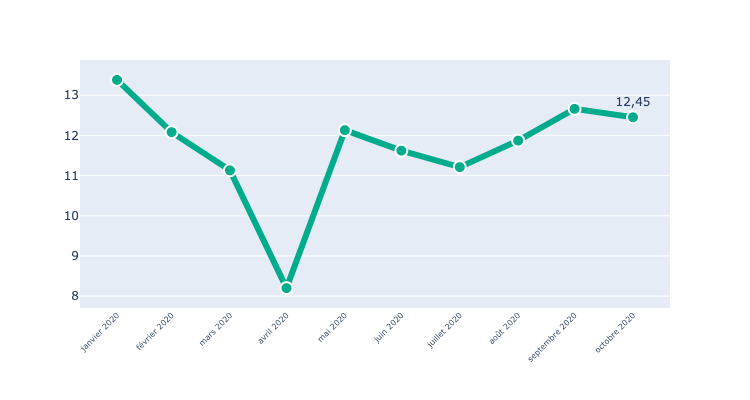 13
12
11
10
9
8
12,45
janvier 2020
février 2020
mars 2020
avril 2020
mai 2020
juin 2020
juillet 2020
août 2020
septembre 2020
octobre 2020